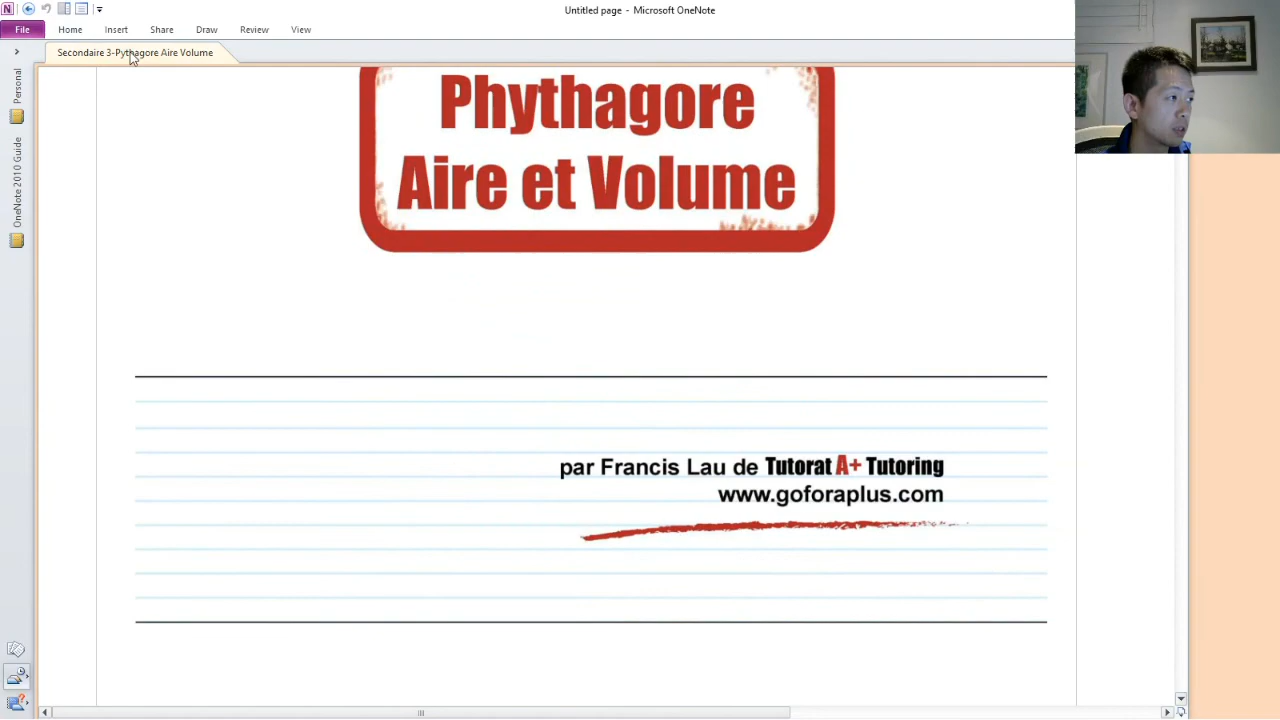 Untitled page - Microsoft OneNote
File Home Insert Share Draw Review View
Secondaire 3-Pythagore Aire Volume
Personal
OneNote 2010 Guide
Phythagore
Aire et Volume
par Francis Lau de Tutorat A+ Tutoring
www.goforaplus.com